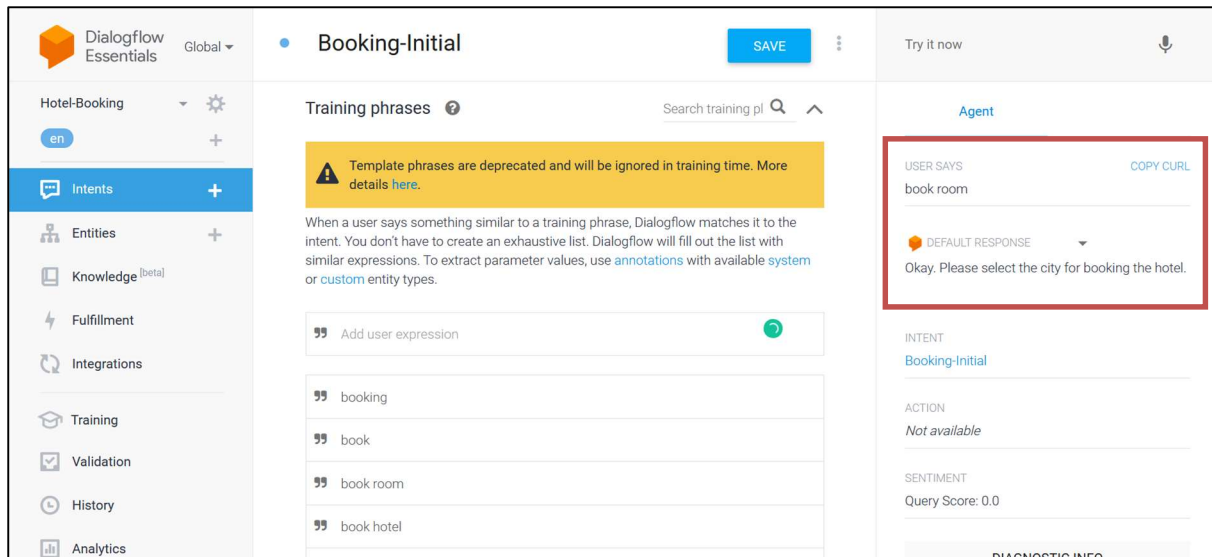 Dialogflow
Essentials
Global
Hotel-Booking
en
Intents
Entities
Knowledge [beta]
Fulfillment
Integrations
Training
Validation
History
Analytics
Booking-Initial
SAVE
Training phrases
Search training pl
Template phrases are deprecated and will be ignored in training time. More
details here.
When a user says something similar to a training phrase, Dialogflow matches it to the
intent. You don't have to create an exhaustive list. Dialogflow will fill out the list with
similar expressions. To extract parameter values, use annotations with available system
or custom entity types.
Add user expression
booking
book
book room
book hotel
Try it now
Agent
USER SAYS
COPY CURL
book room
DEFAULT RESPONSE
Okay. Please select the city for booking the hotel.
INTENT
Booking-Initial
ACTION
Not available
SENTIMENT
Query Score: 0.0
DIAGNOSTIC INFO